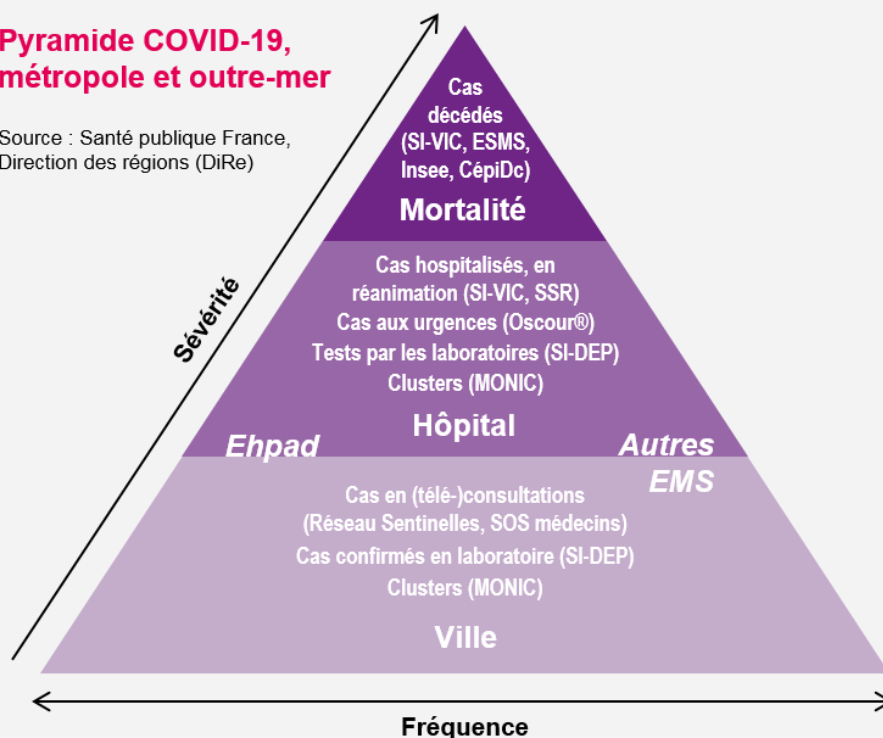 Pyramide COVID-19,
métropole et outre-mer
Source : Santé publique France,
Direction des régions (DiRe)
Sévérité
Cas
décédés
(SI-VIC, ESMS,
Insee, CépiDc)
Mortalité
Cas hospitalisés, en
réanimation (SI-VIC, SSR)
Cas aux urgences (Oscour®)
Tests par les laboratoires (SI-DEP)
Clusters (MONIC)
Hôpital
Ehpad
Autres
EMS
Cas en (télé-)consultations
(Réseau Sentinelles, SOS médecins)
Cas confirmés en laboratoire (SI-DEP)
Clusters (MONIC)
Ville
Fréquence